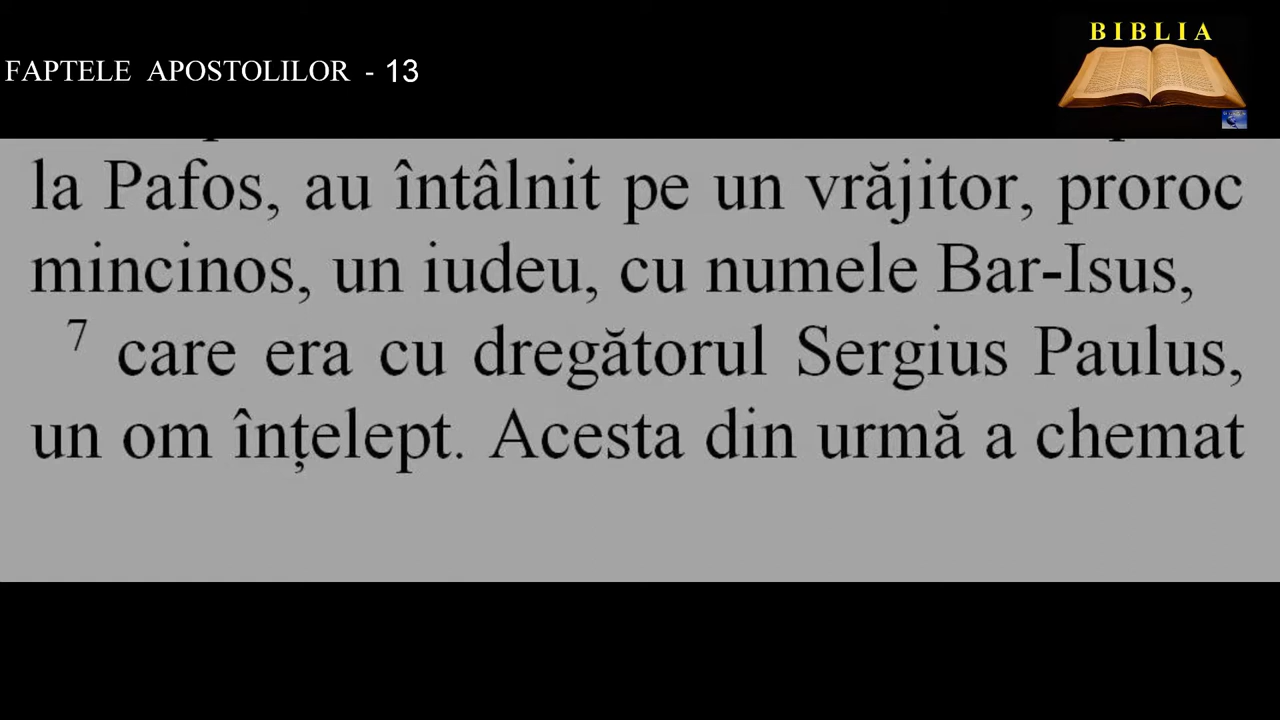 BIBLIA
FAPTELE APOSTOLILOR - 13
la Pafos, au întâlnit pe un vrăjitor, proroc
mincinos, un iudeu, cu numele Bar-Isus,
7 care era cu dregătorul Sergius Paulus,
un om înțelept. Acesta din urmă a chemat